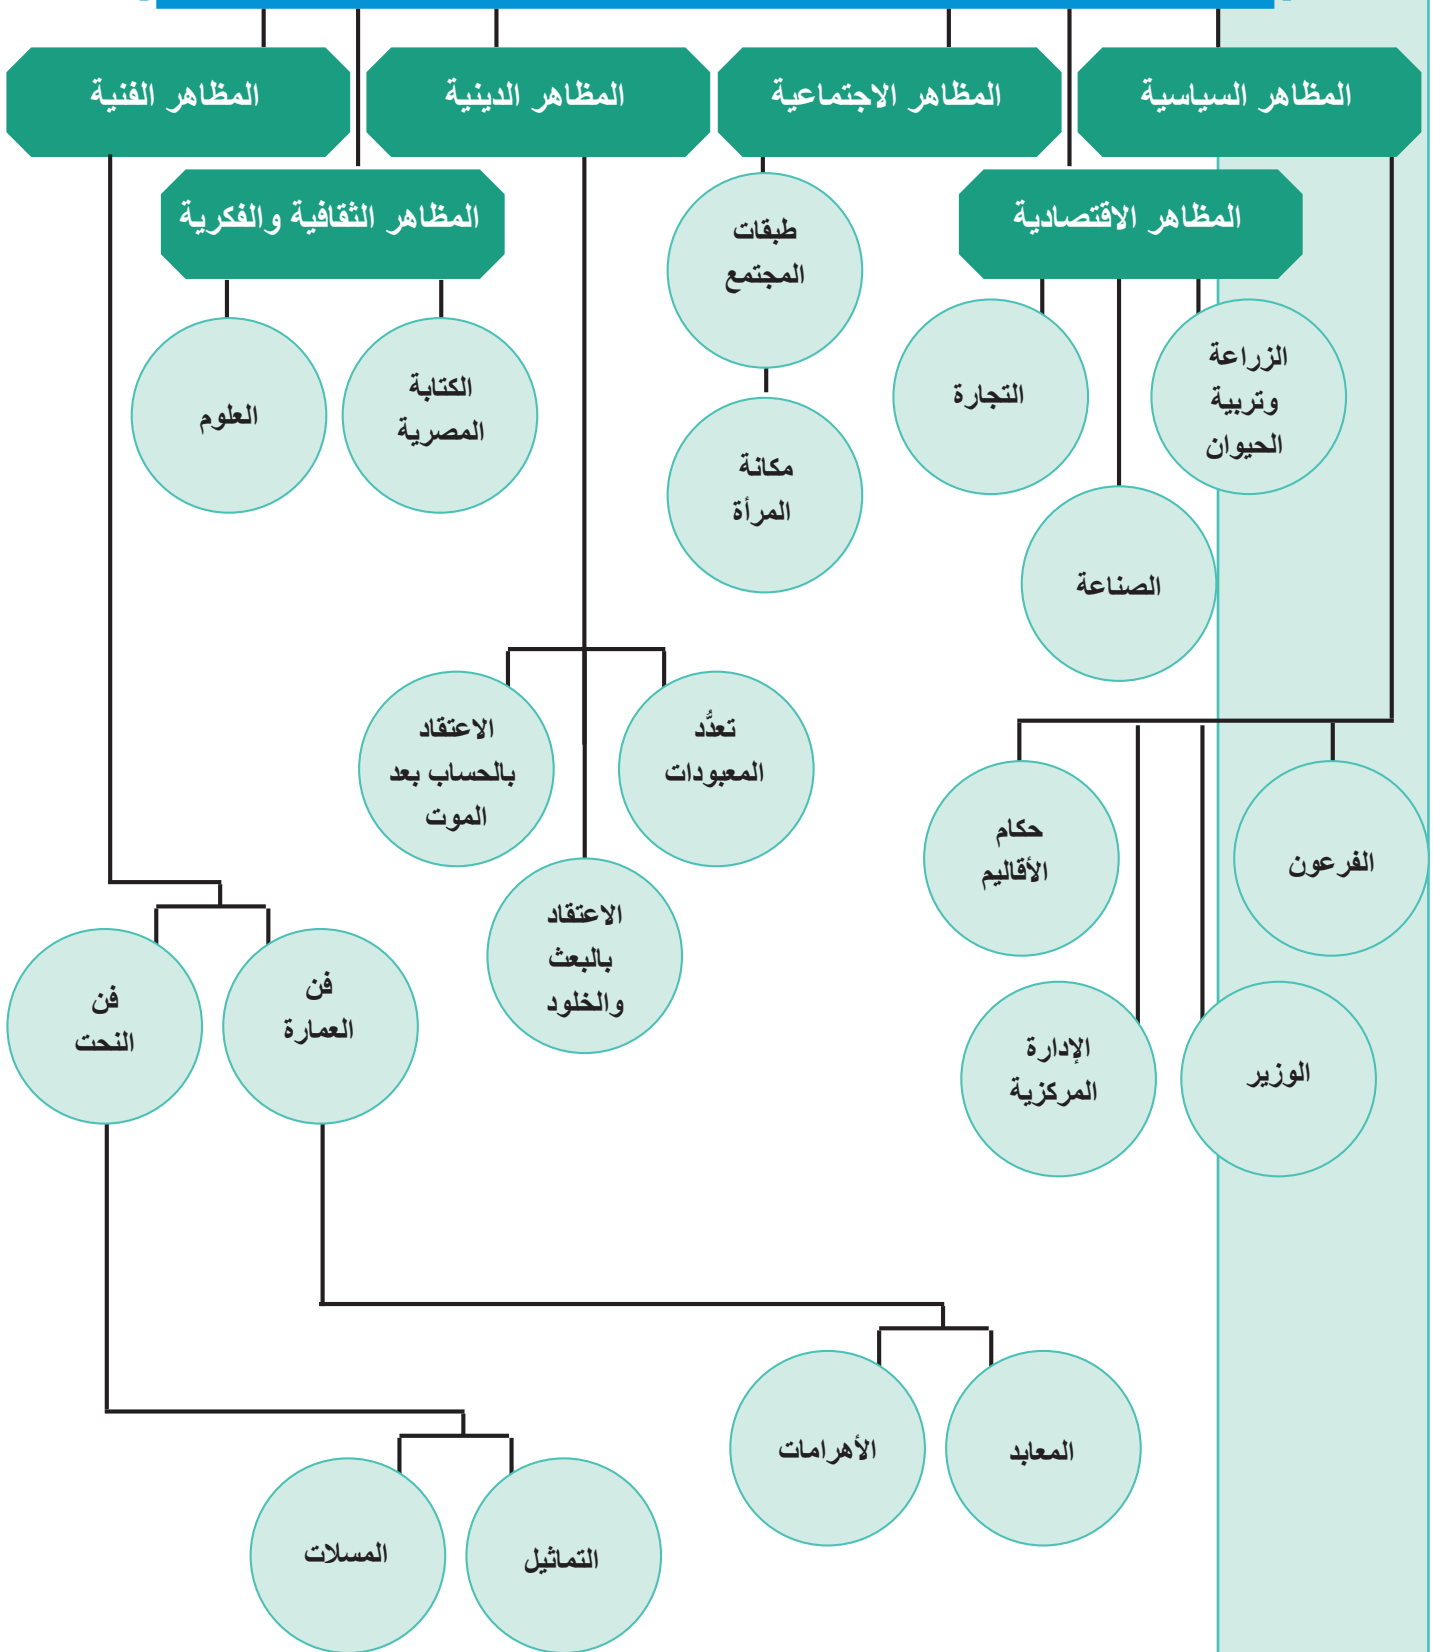 المظاهر السياسية
المظاهر الاجتماعية
المظاهر الدينية
المظاهر الفنية
المظاهر الاقتصادية
المظاهر الثقافية والفكرية
طبقات
المجتمع
الزراعة
وتربية
الحيوان
التجارة
الكتابة
المصرية
العلوم
مكانة
المرأة
الصناعة
تعدُّد
المعبودات
الاعتقاد
بالحساب بعد
الموت
الفرعون
حكام
الأقاليم
الاعتقاد
بالبعث
والخلود
فن
العمارة
فن
النحت
الوزير
الإدارة
المركزية
المعابد
الأهرامات
التماثيل
المسلات